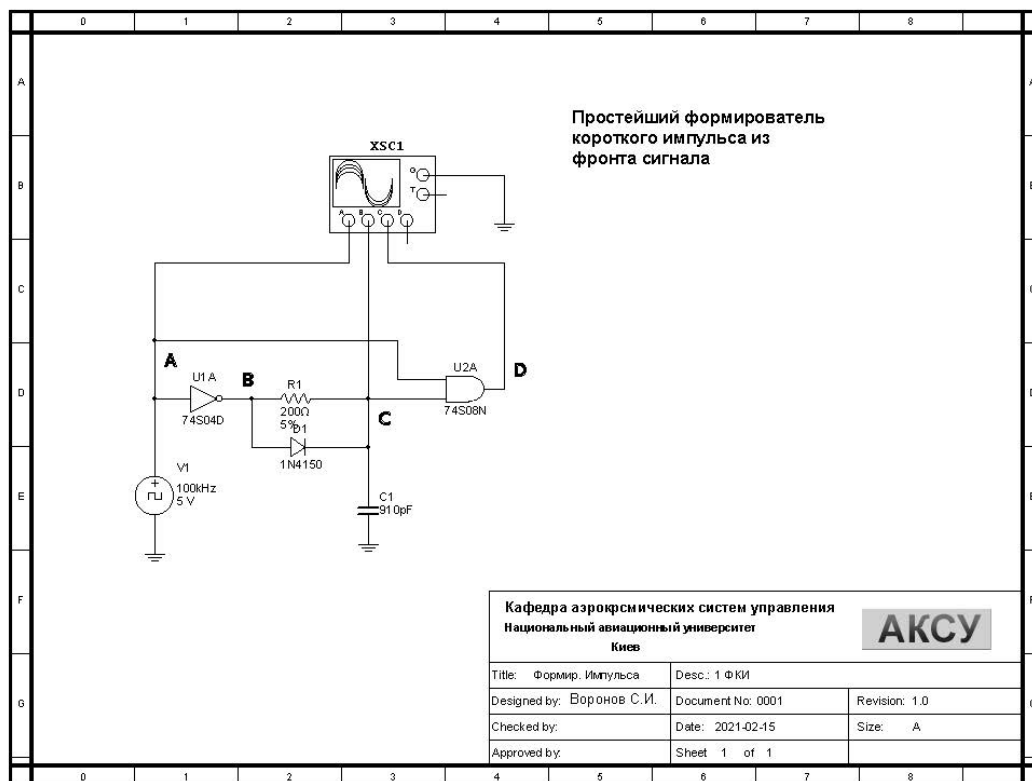 0 1 2 3 4 5 6 7 8
A
B
C
D
E
F
G
Простейший формирователь
короткого импульса из
фронта сигнала
XSC1
G
T
A B C D
A
U1A
74S04D
B
R1
200Ω
5%
D1
1N4150
C
U2A
74S08N
D
V1
100kHz
5 V
C1
910pF
Кафедра аэрокрсмических систем управления
Национальный авиационный университет
Киев
АКСУ
Title: Формир. Импульса
Desc.: 1 ФКИ
Designed by: Воронов С.И.
Document No: 0001
Revision: 1.0
Checked by:
Date: 2021-02-15
Size: A
Approved by:
Sheet 1 of 1
0 1 2 3 4 5 6 7 8